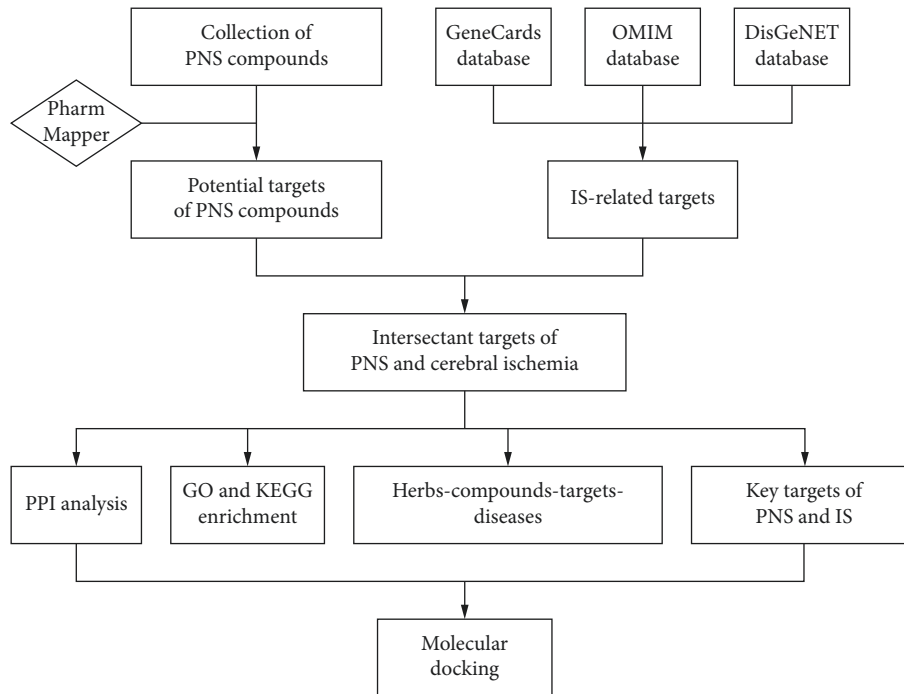 Collection of
PNS compounds
GeneCards
database
OMIM
database
DisGeNET
database
Pharm
Mapper
Potential targets
of PNS compounds
IS-related targets
Intersectant targets of
PNS and cerebral ischemia
PPI analysis
GO and KEGG
enrichment
Herbs-compounds-targets-
diseases
Key targets of
PNS and IS
Molecular
docking